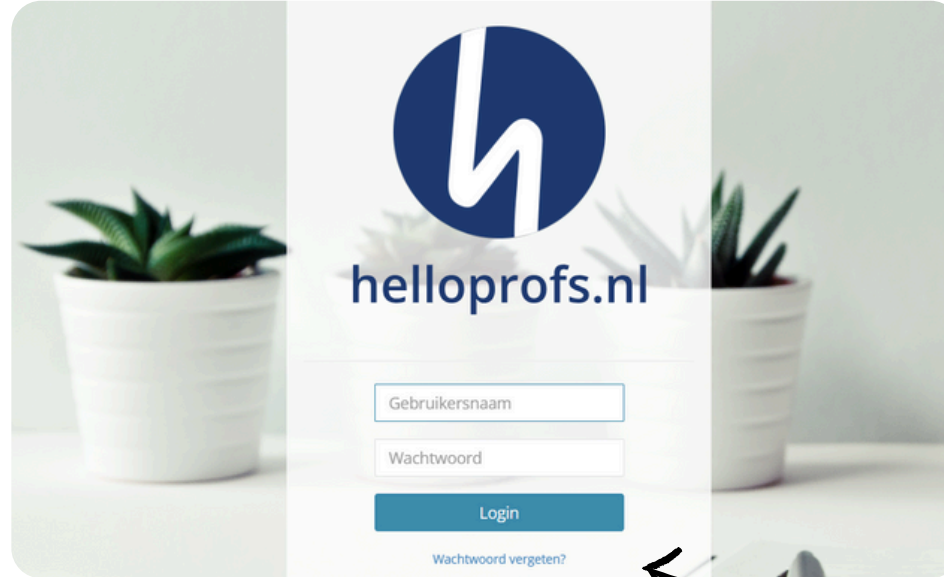 helloprofs.nl
Gebruikersnaam
Wachtwoord
Login
Wachtwoord vergeten?